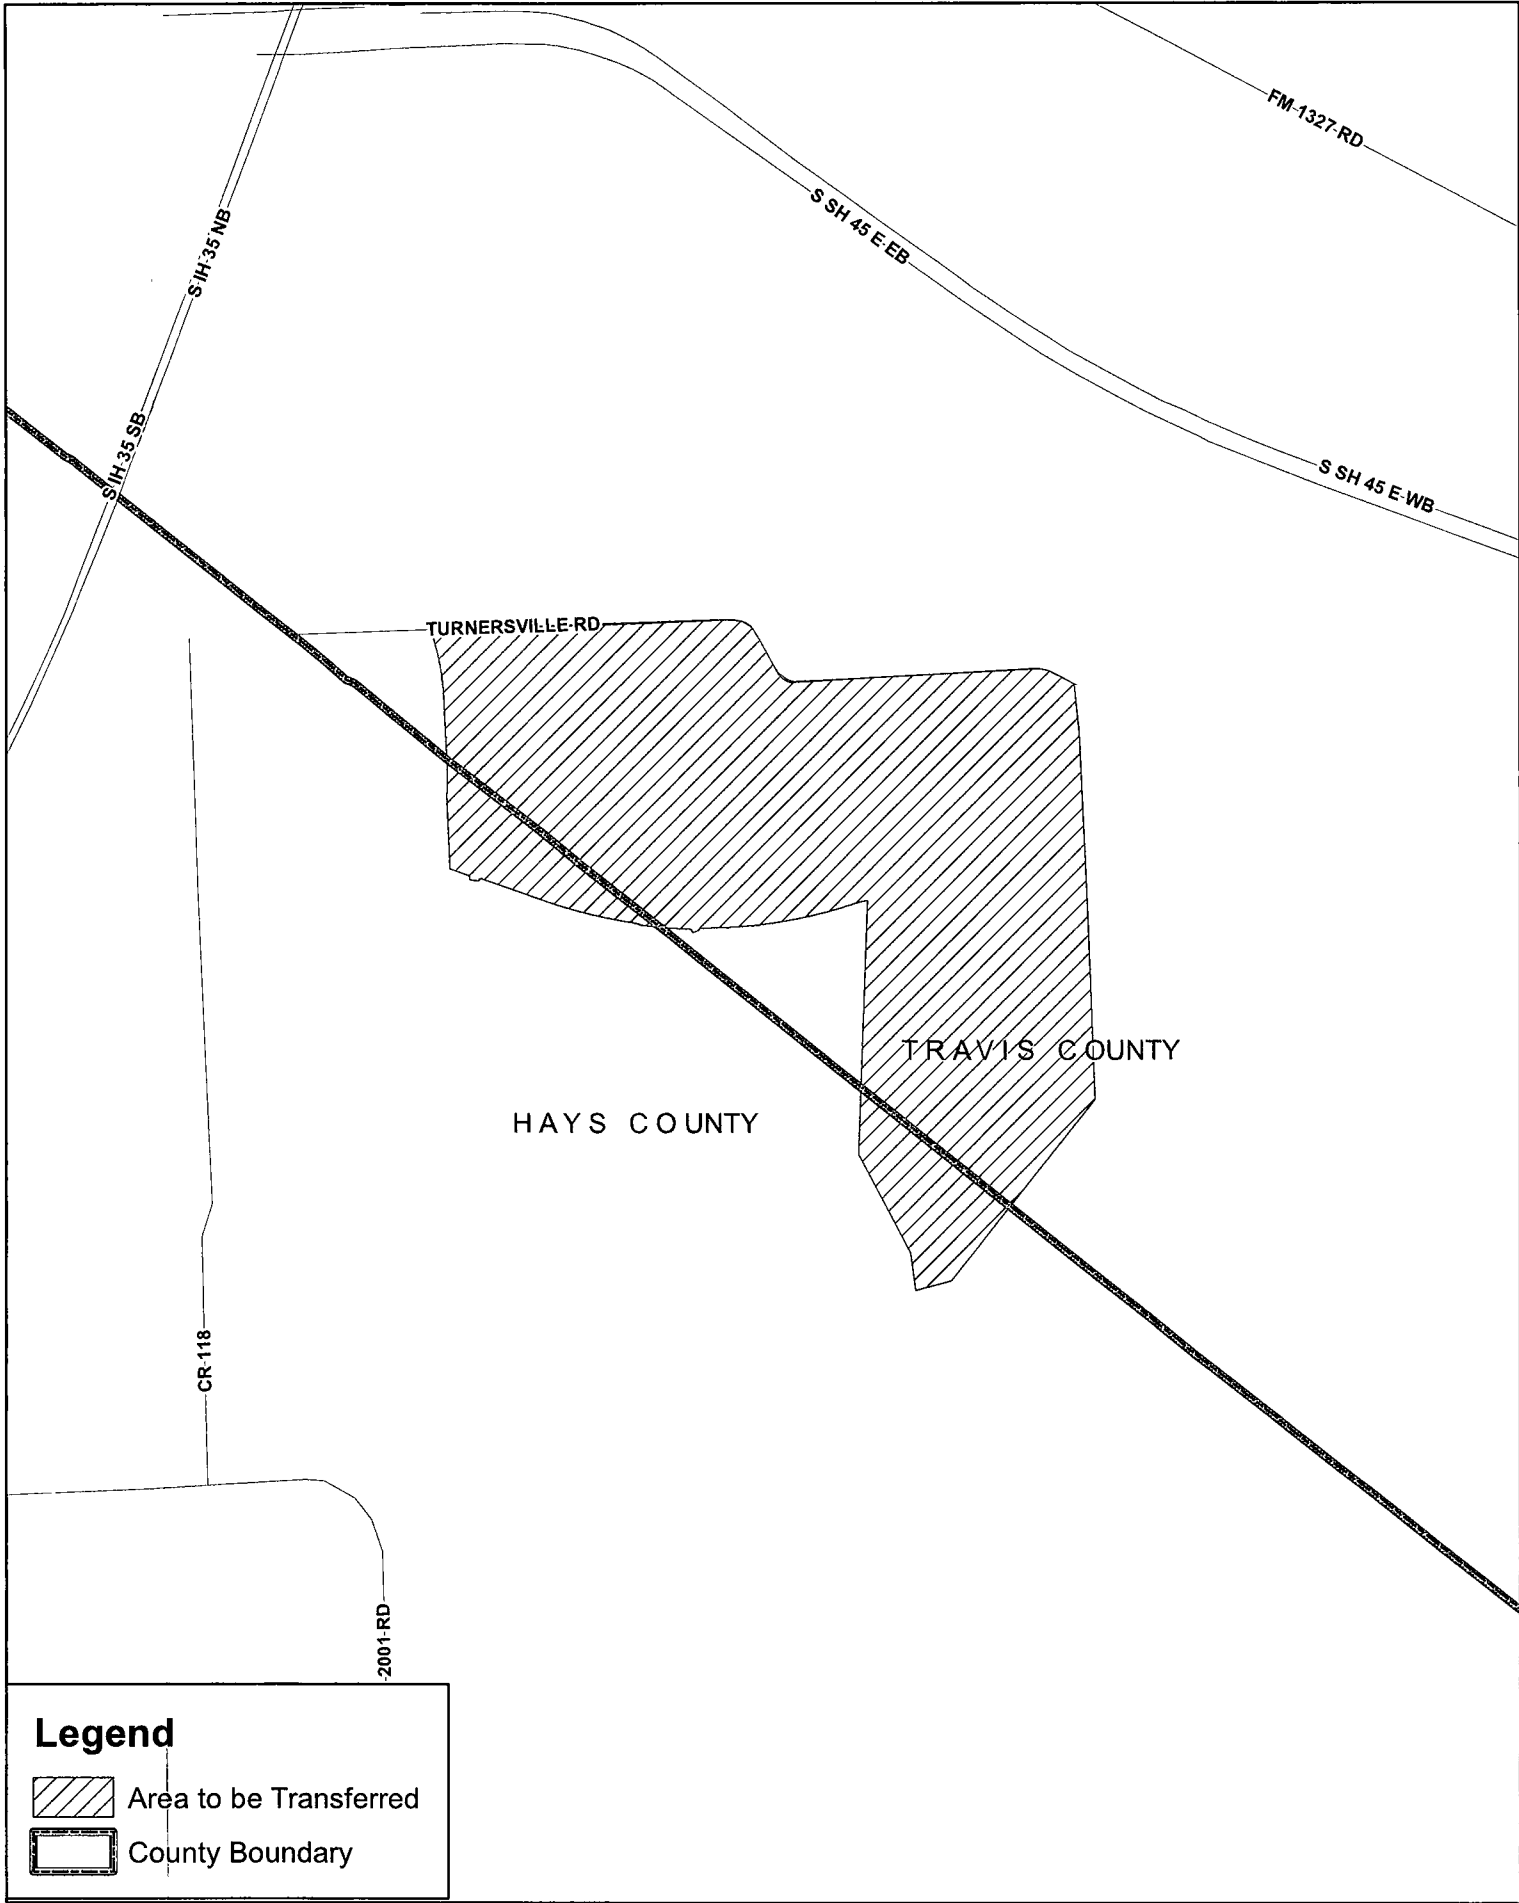 FM-1327-RD
S SH 45 E-EB
S-IH-35 NB
S IH-35 SB
S SH 45 E-WB
TURNERSVILLE-RD
TRAVIS COUNTY
HAYS COUNTY
CR-118
2001-RD
Legend
Area to be Transferred
County Boundary